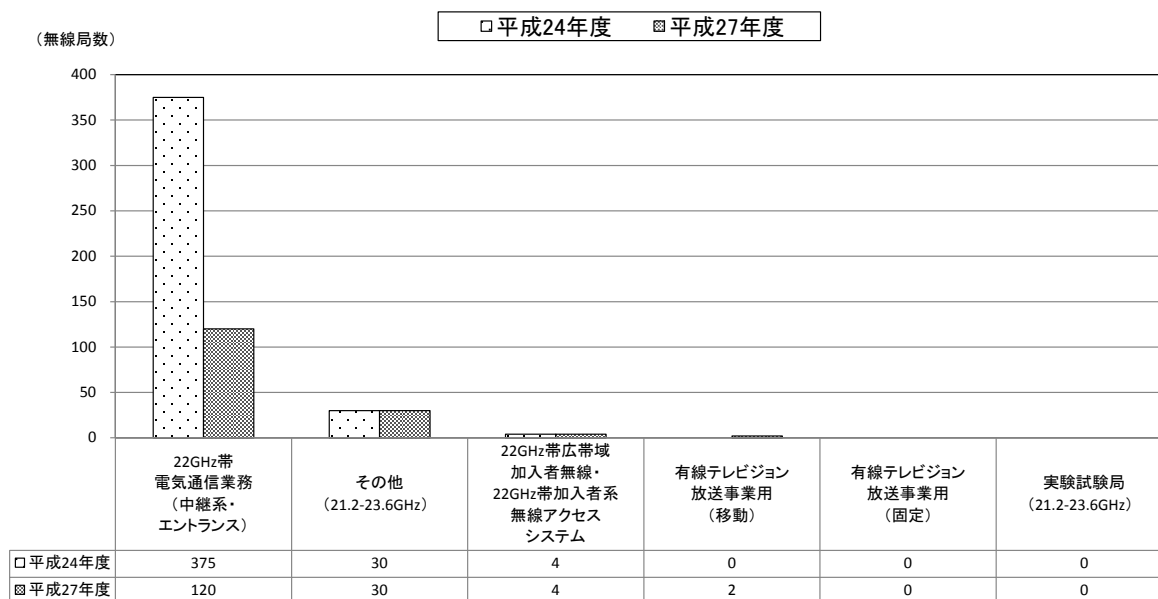 □平成24年度 ▩平成27年度
（無線局数）
400
350
300
250
200
150
100
50
0
22GHz帯
電気通信業務
（中継系・
エントランス）
その他
（21.2-23.6GHz）
22GHz帯広帯域
加入者無線・
22GHz帯加入者系
無線アクセス
システム
有線テレビジョン
放送事業用
（移動）
有線テレビジョン
放送事業用
（固定）
実験試験局
（21.2-23.6GHz）
□平成24年度 375 30 4 0 0 0
▩平成27年度 120 30 4 2 0 0